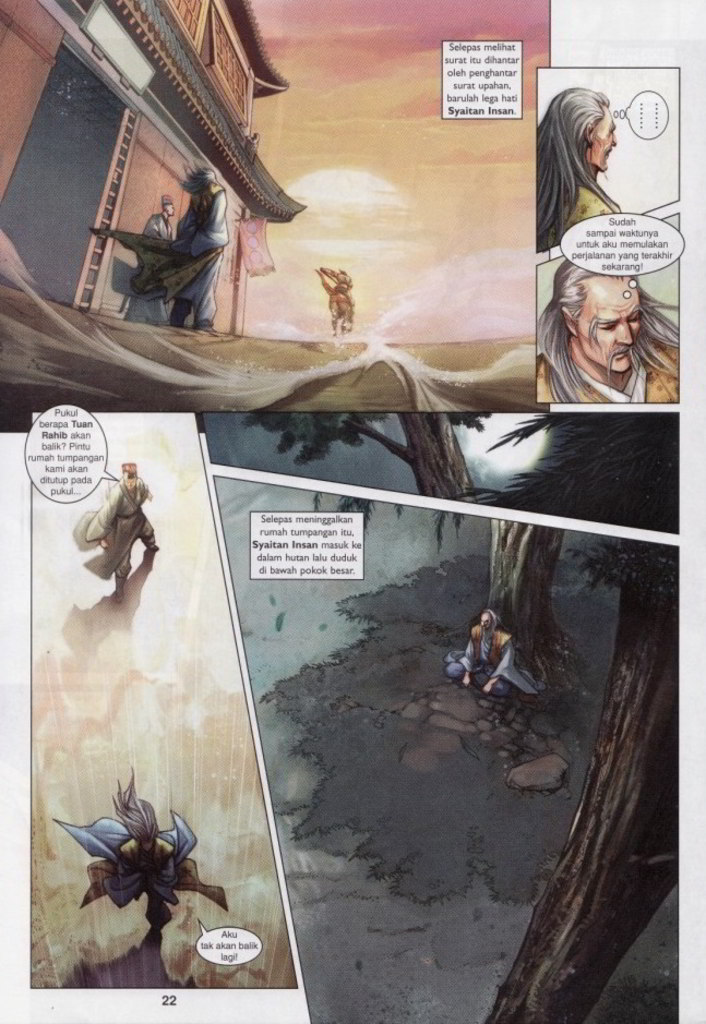 Selepas melihat
surat itu dihantar
oleh penghantar
surat upahan,
barulah lega hati
Syaitan Insan.
Sudah
sampai waktunya
untuk aku memulakan
perjalanan yang terakhir
sekarang!
Pukul
berapa Tuan
Rahib akan
balik? Pintu
rumah tumpangan
kami akan
ditutup pada
pukul...
Aku
tak akan balik
lagi!
Selepas meninggalkan
rumah tumpangan itu,
Syaitan Insan masuk ke
dalam hutan lalu duduk
di bawah pokok besar.
22